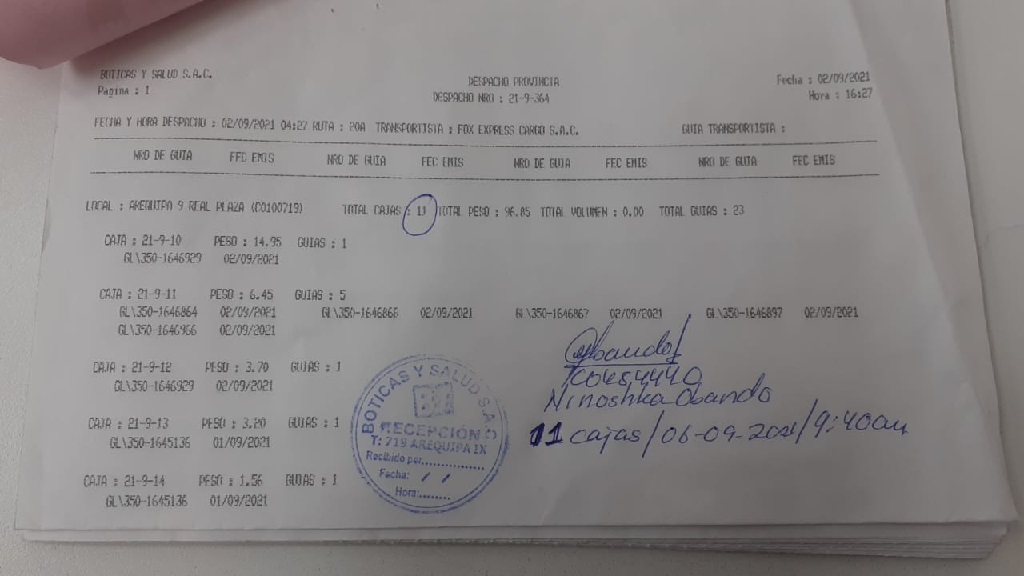 BOTICAS Y SALUD S.A.C.
Pagina : 1
DESPACHO PROVINCIA
DESPACHO NRO : 21-9-364
Fecha : 02/09/2021
Hora : 16:27
FECHA Y HORA DESPACHO : 02/09/2021 04:27 RUTA : 20A TRANSPORTISTA : FOX EXPRESS CARGO S.A.C. GUIA TRANSPORTISTA :
NRO DE GUIA FEC EMIS NRO DE GUIA FEC EMIS NRO DE GUIA FEC EMIS NRO DE GUIA FEC EMIS
LOCAL : AREQUIPA 9 REAL PLAZA (C0100719) TOTAL CAJAS : 11 TOTAL PESO : 96.85 TOTAL VOLUMEN : 0.00 TOTAL GUIAS : 23
CAJA : 21-9-10 PESO : 14.95 GUIAS : 1
GL\350-1646929 02/09/2021
CAJA : 21-9-11 PESO : 6.45 GUIAS : 5
GL\350-1646864 02/09/2021 GL\350-1646866 02/09/2021 GL\350-1646867 02/09/2021 GL\350-1646897 02/09/2021
GL\350-1646966 02/09/2021
CAJA : 21-9-12 PESO : 3.70 GUIAS : 1
GL\350-1646929 02/09/2021
CAJA : 21-9-13 PESO : 3.20 GUIAS : 1
GL\350-1645136 01/09/2021
CAJA : 21-9-14 PESO : 1.56 GUIAS : 1
GL\350-1645136 01/09/2021
BOTICAS Y SALUD S.A.C
RECEPCIÓN
T: 719 AREQUIPA IX
Recibido por
Fecha: / /
Hora:
Ninoshka Obando
11 cajas / 06-09-2021 / 9:40am